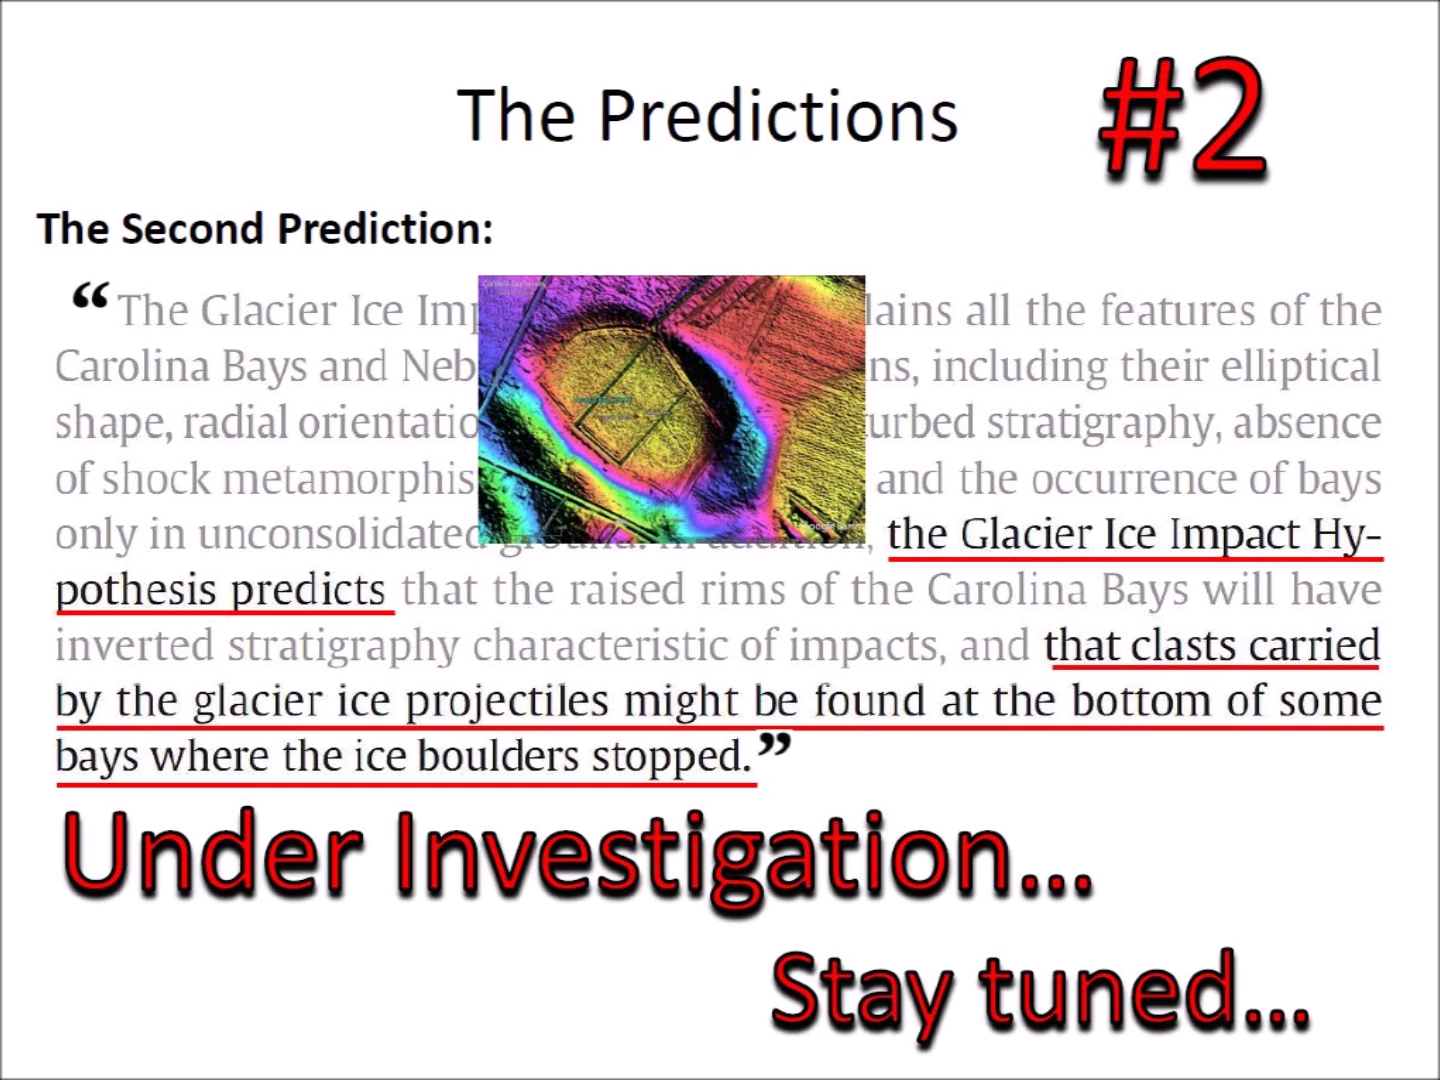 The Predictions
#2
The Second Prediction:
“ The Glacier Ice Imp lains all the features of the
Carolina Bays and Neb ns, including their elliptical
shape, radial orientatio urbed stratigraphy, absence
of shock metamorphis and the occurrence of bays
only in unconsolidated ground. In addition, the Glacier Ice Impact Hy-
pothesis predicts that the raised rims of the Carolina Bays will have
inverted stratigraphy characteristic of impacts, and that clasts carried
by the glacier ice projectiles might be found at the bottom of some
bays where the ice boulders stopped.”
Under Investigation...
Stay tuned...